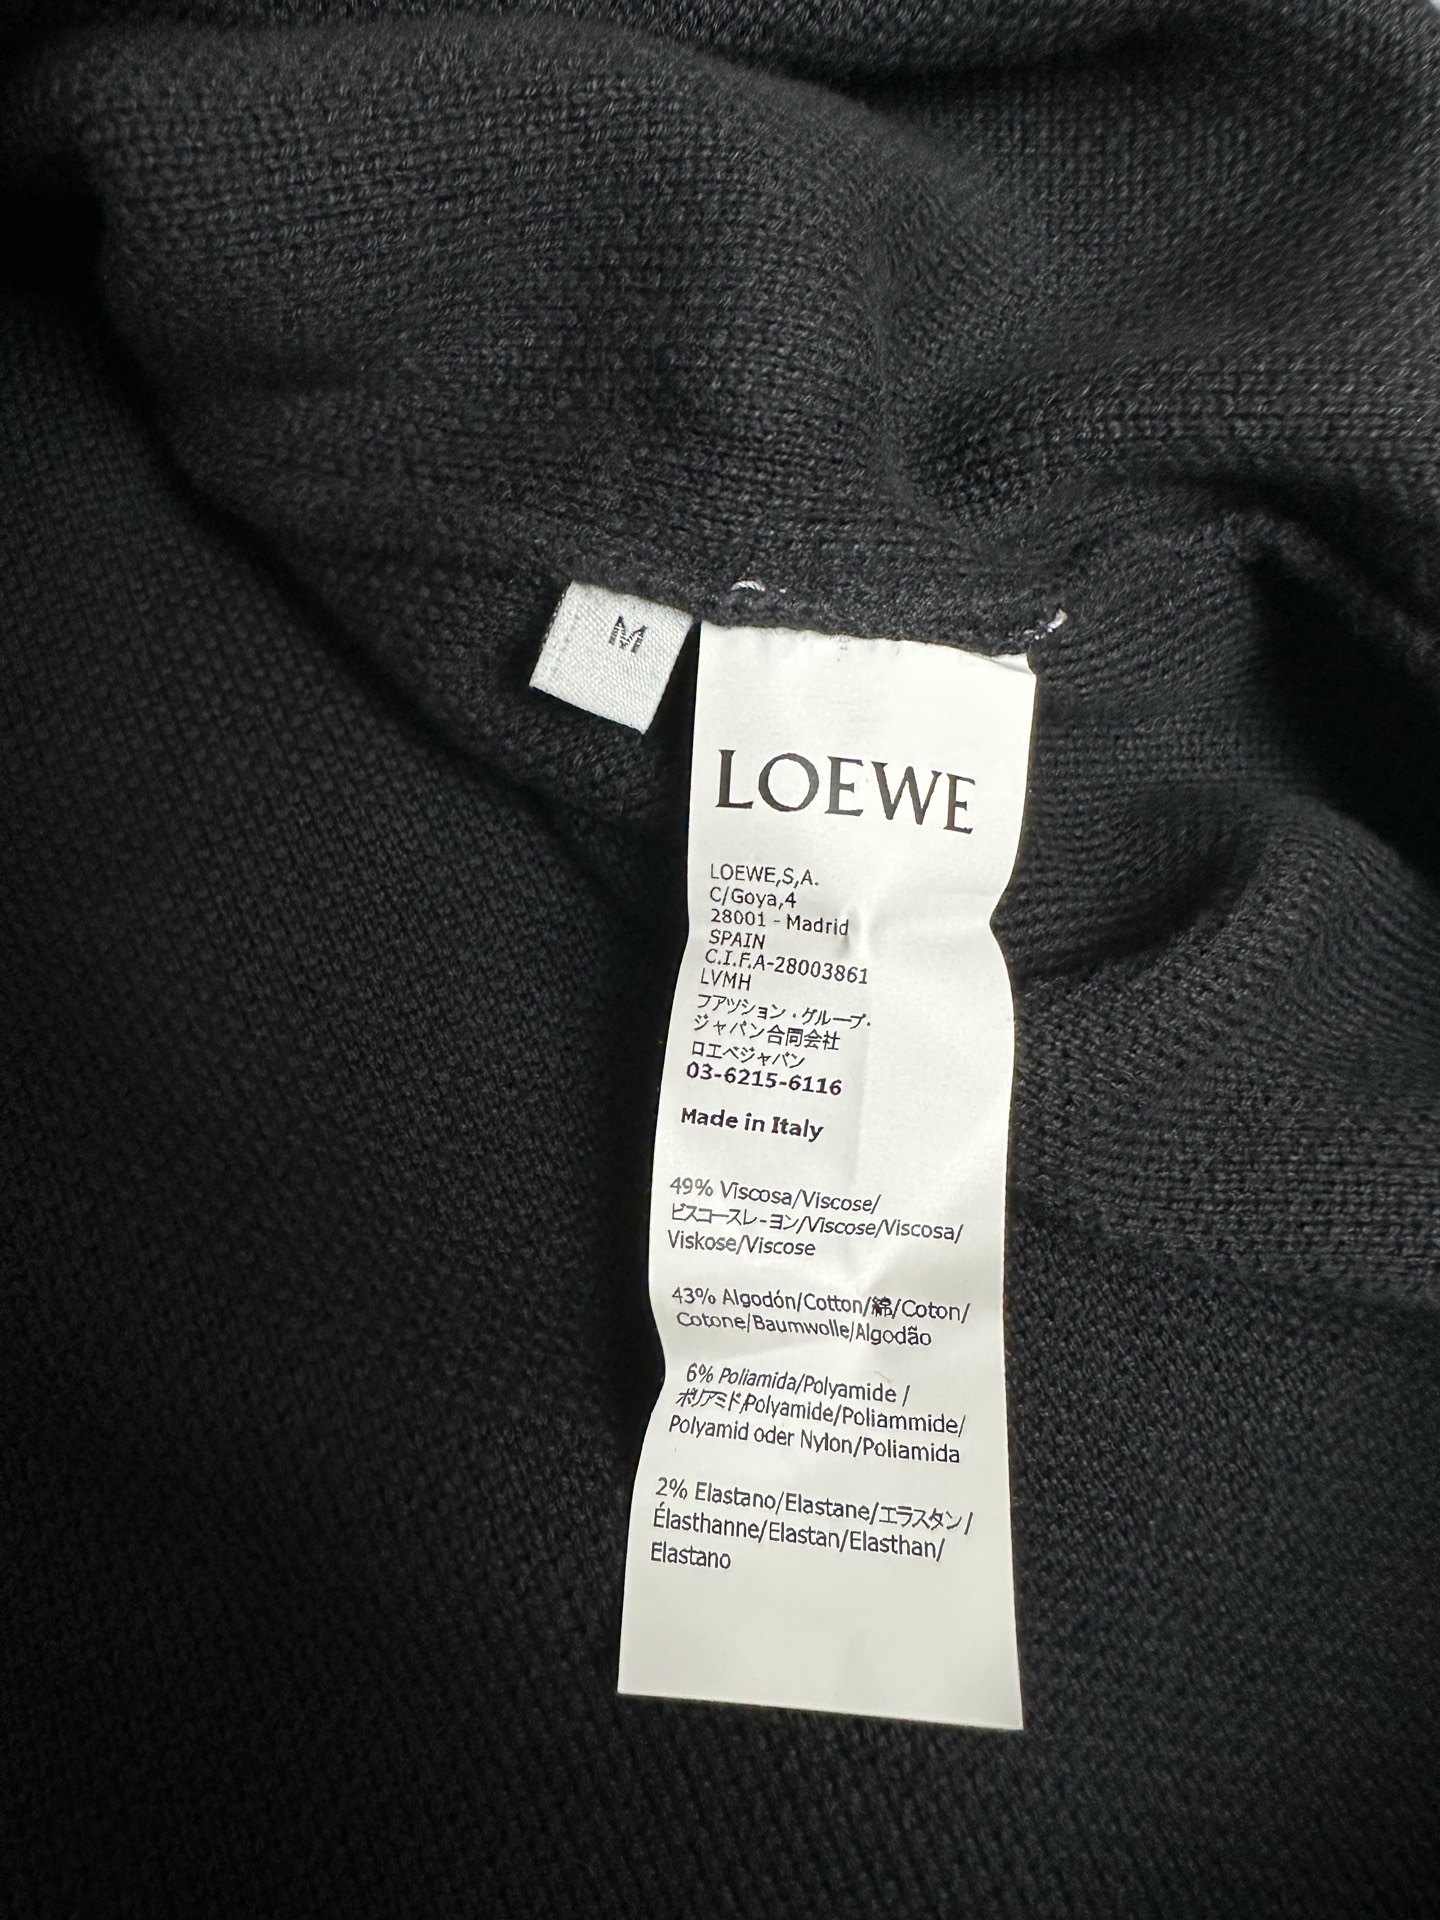 M
LOEWE
LOEWE,S,A.
C/Goya,4
28001 - Madrid
SPAIN
C.I.F.A-28003861
LVMH
フアッション・グループ・
ジャパン合同会社
ロエベジャパン
03-6215-6116
Made in Italy
49% Viscosa/Viscose/
ビスコースレ-ヨン/Viscose/Viscosa/
Viskose/Viscose
43% Algodón/Cotton/綿/Coton/
Cotone/Baumwolle/Algodão
6% Poliamida/Polyamide /
ポリアミド/Polyamide/Poliammide/
Polyamid oder Nylon/Poliamida
2% Elastano/Elastane/エラスタン/
Élasthanne/Elastan/Elasthan/
Elastano